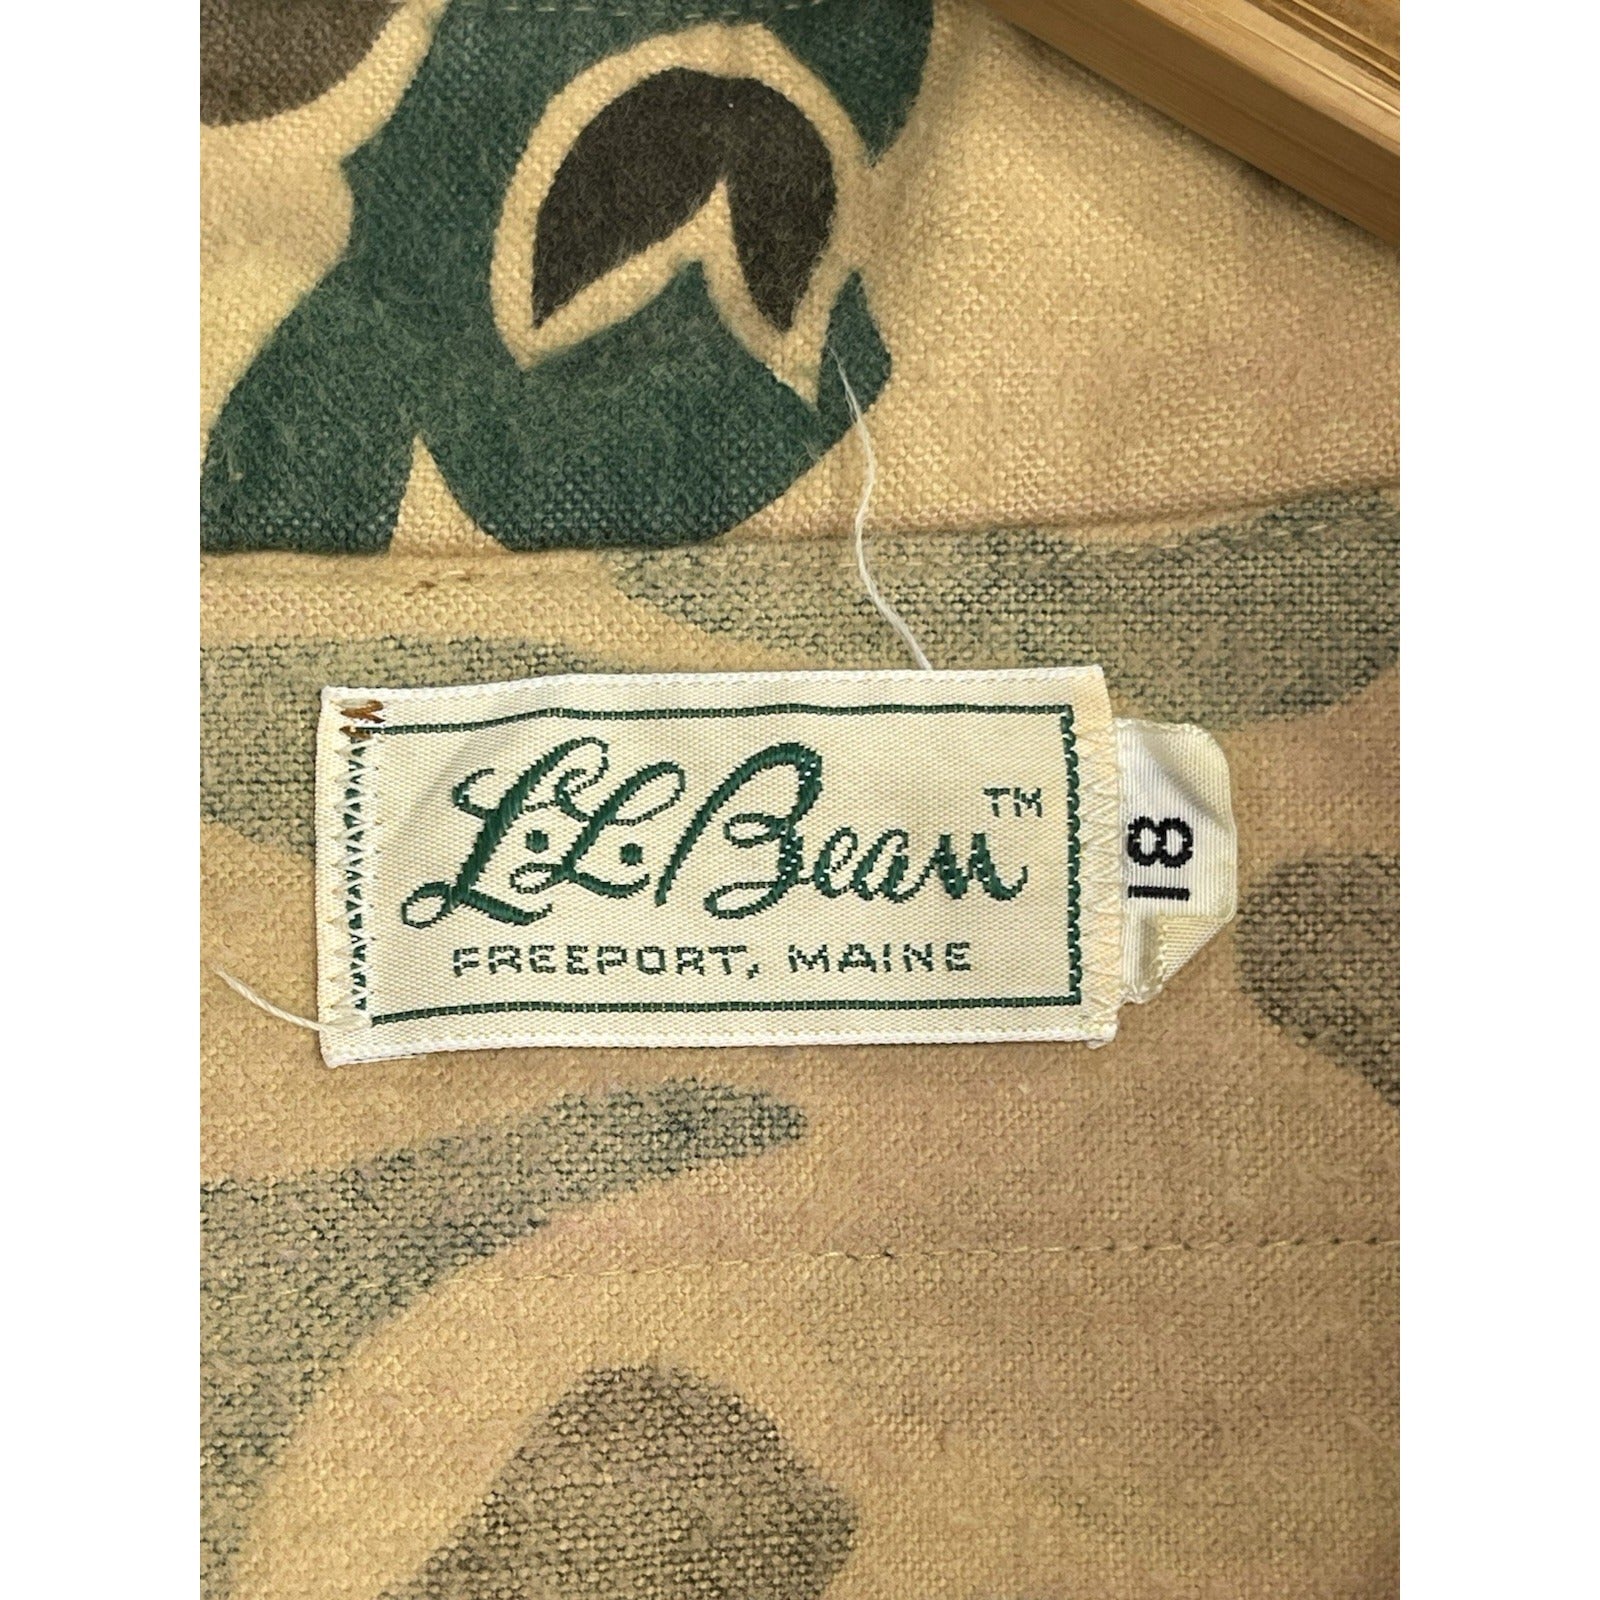 L.L.Bean™
FREEPORT, MAINE
18